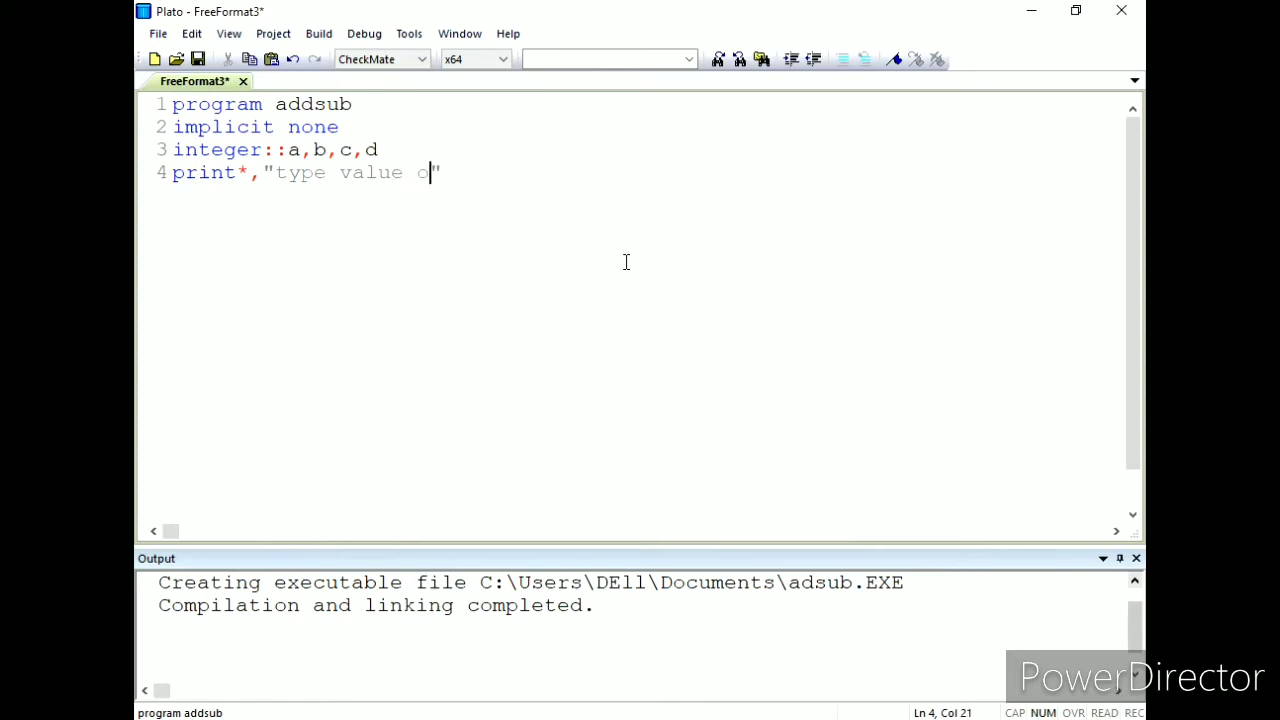 Plato - FreeFormat3*
File Edit View Project Build Debug Tools Window Help
CheckMate x64
FreeFormat3*
1 program addsub
2 implicit none
3 integer::a,b,c,d
4 print*,"type value o"
Output
Creating executable file C:\Users\DEll\Documents\adsub.EXE
Compilation and linking completed.
PowerDirector
program addsub Ln 4, Col 21 CAP NUM OVR READ REC